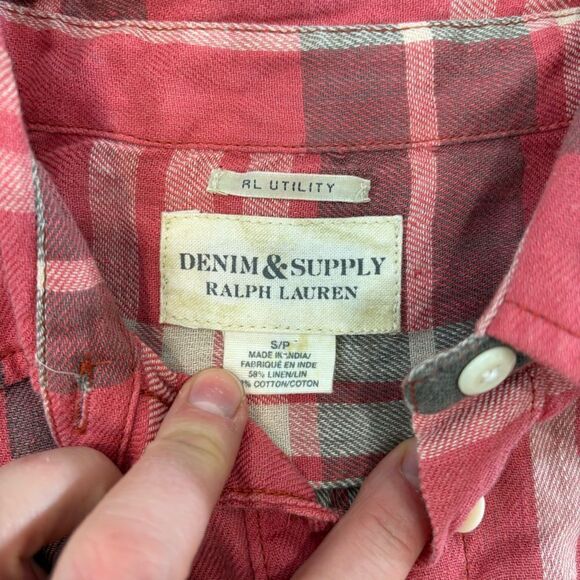 RL UTILITY
DENIM & SUPPLY
RALPH LAUREN
S/P
MADE IN INDIA/
FABRIQUÉ EN INDE
58% LINEN/LIN
COTTON/COTON